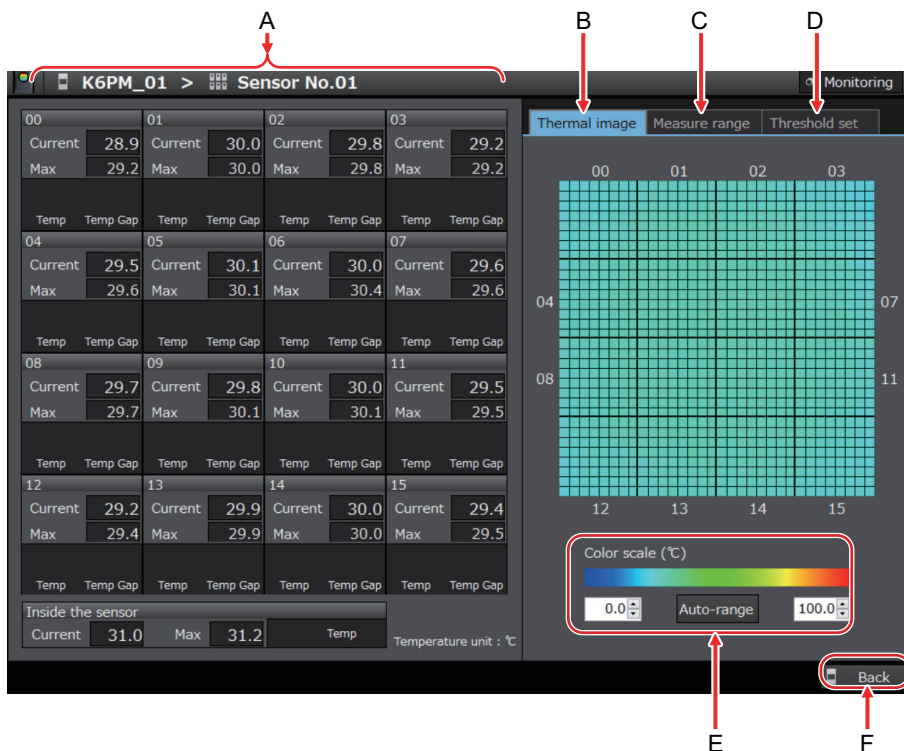 A B C D
K6PM_01 > Sensor No.01 Monitoring
Thermal image Measure range Threshold set
00 01 02 03
Current 28.9 Current 30.0 Current 29.8 Current 29.2
Max 29.2 Max 30.0 Max 29.8 Max 29.2
Temp Temp Gap Temp Temp Gap Temp Temp Gap Temp Temp Gap
04 05 06 07
Current 29.5 Current 30.1 Current 30.0 Current 29.6
Max 29.6 Max 30.1 Max 30.4 Max 29.6
Temp Temp Gap Temp Temp Gap Temp Temp Gap Temp Temp Gap
08 09 10 11
Current 29.7 Current 29.8 Current 30.0 Current 29.5
Max 29.7 Max 30.1 Max 30.1 Max 29.5
Temp Temp Gap Temp Temp Gap Temp Temp Gap Temp Temp Gap
12 13 14 15
Current 29.2 Current 29.9 Current 30.0 Current 29.4
Max 29.4 Max 29.9 Max 30.0 Max 29.5
Temp Temp Gap Temp Temp Gap Temp Temp Gap Temp Temp Gap
Inside the sensor
Current 31.0 Max 31.2 Temp Temperature unit : ℃
00 01 02 03
04 07
08 11
12 13 14 15
Color scale (℃)
0.0 Auto-range 100.0
Back
E F